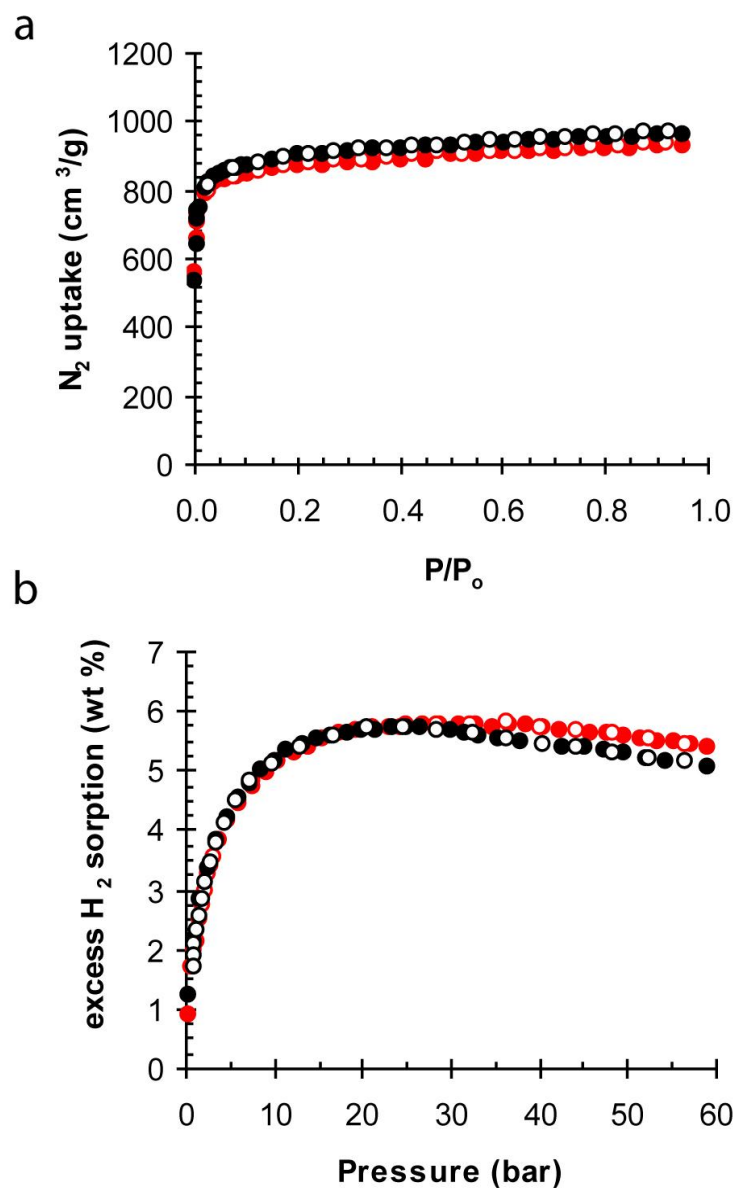 a
1200
1000
800
600
400
200
0
N₂ uptake (cm ³/g)
0.0 0.2 0.4 0.6 0.8 1.0
P/Pₒ
b
7
6
5
4
3
2
1
0
excess H ₂ sorption (wt %)
0 10 20 30 40 50 60
Pressure (bar)